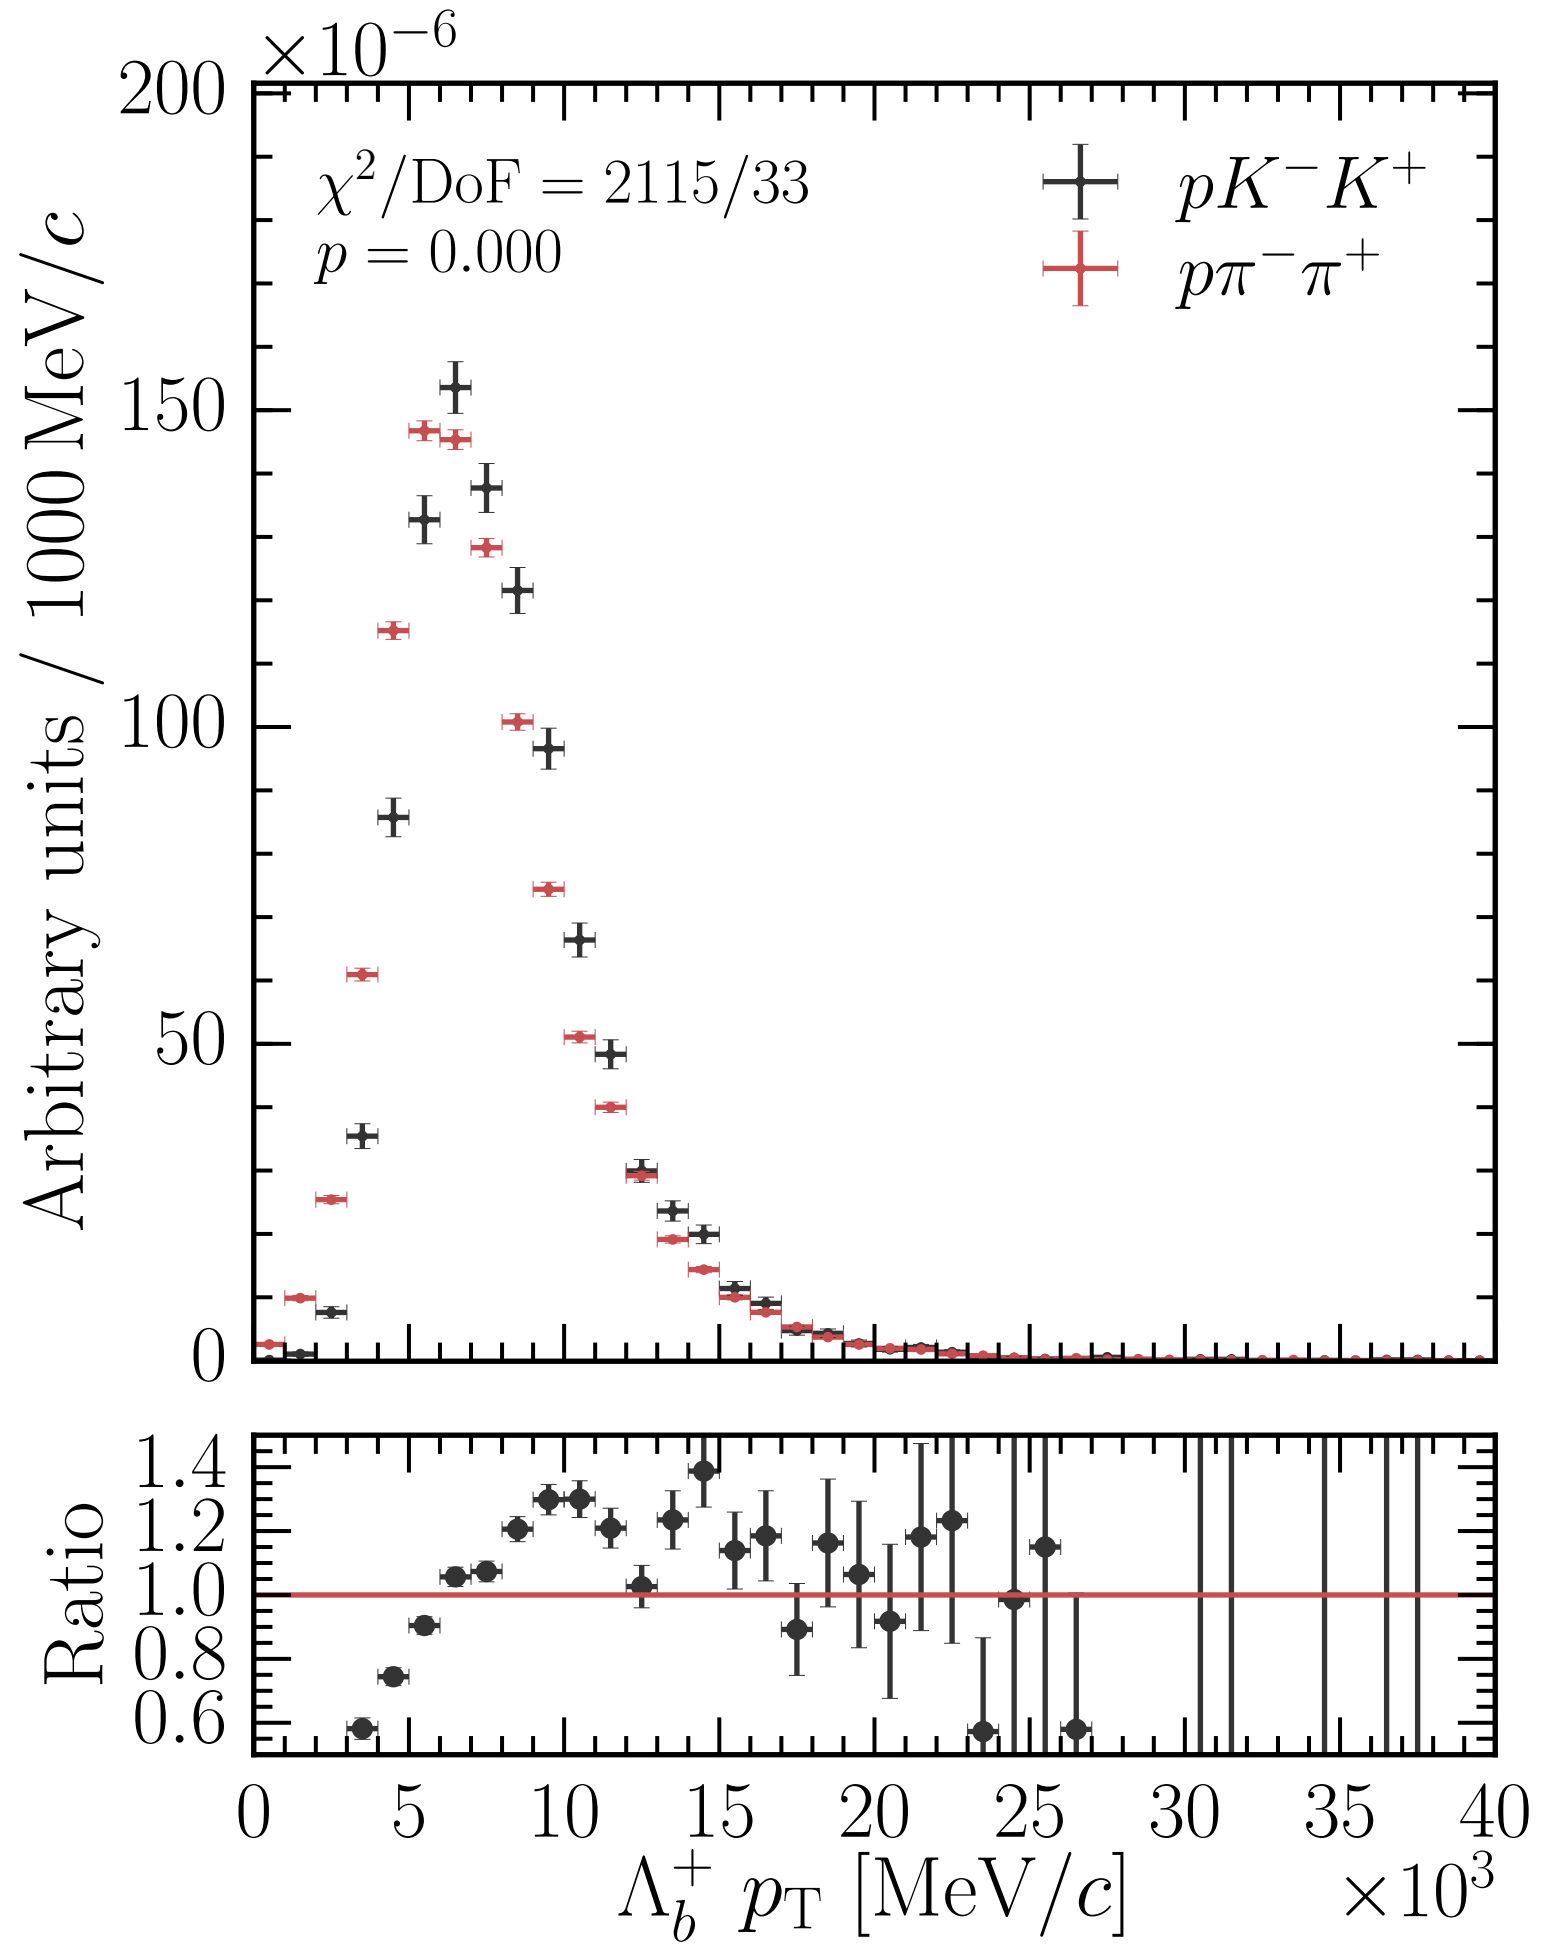 ×10⁻⁶
200
150
100
50
0
Arbitrary units / 1000 MeV/c
χ²/DoF = 2115/33
p = 0.000
pK⁻K⁺
pπ⁻π⁺
1.4
1.2
1.0
0.8
0.6
Ratio
0 5 10 15 20 25 30 35 40
Λ_b⁺ p_T [MeV/c]
×10³